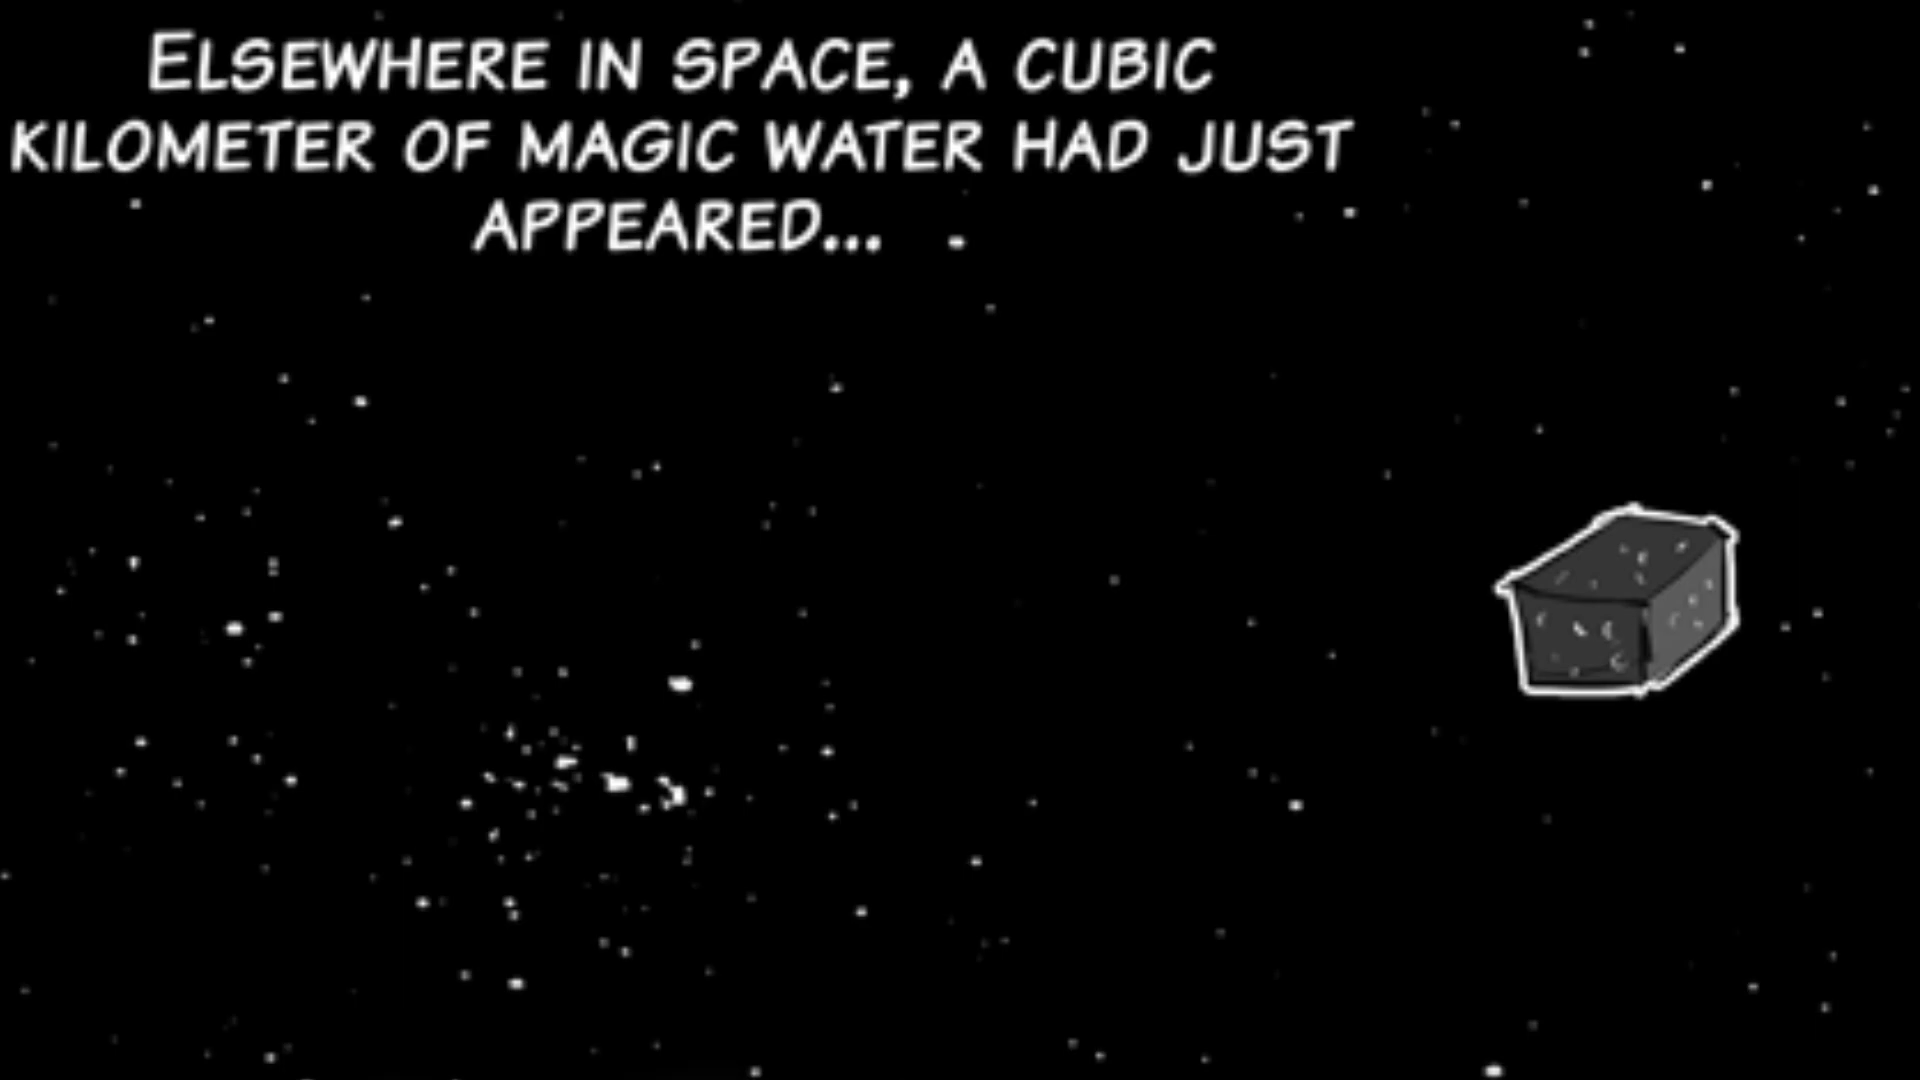 ELSEWHERE IN SPACE, A CUBIC
KILOMETER OF MAGIC WATER HAD JUST
APPEARED...